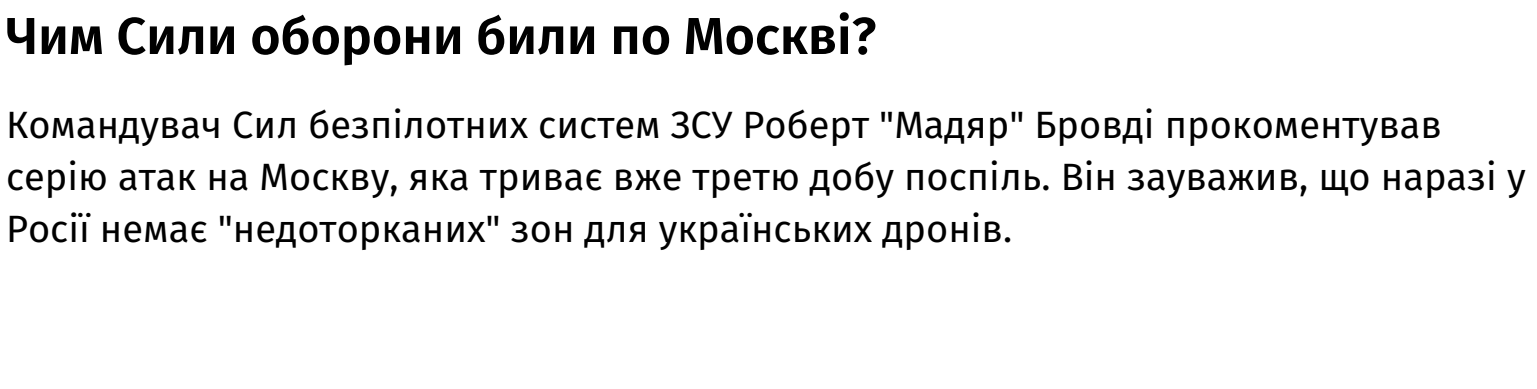 Чим Сили оборони били по Москві?
Командувач Сил безпілотних систем ЗСУ Роберт "Мадяр" Бровді прокоментував
серію атак на Москву, яка триває вже третю добу поспіль. Він зауважив, що наразі у
Росії немає "недоторканих" зон для українських дронів.